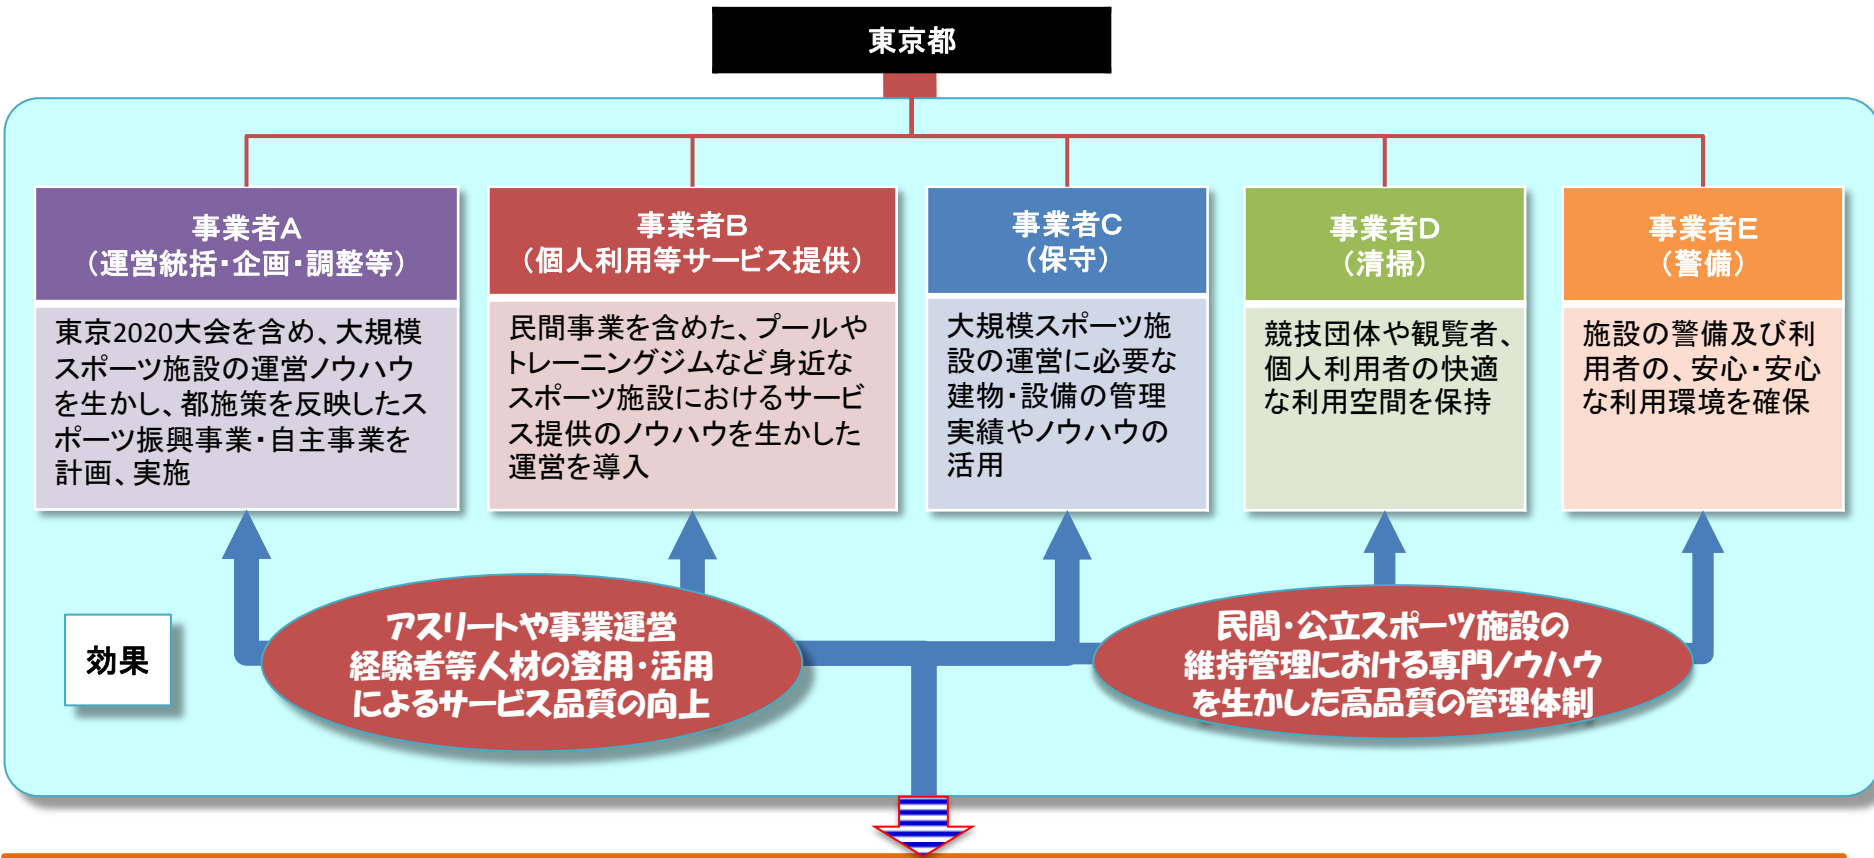 東京都
事業者A
（運営統括・企画・調整等）
東京2020大会を含め、大規模
スポーツ施設の運営ノウハウ
を生かし、都施策を反映したス
ポーツ振興事業・自主事業を
計画、実施
事業者B
（個人利用等サービス提供）
民間事業を含めた、プールや
トレーニングジムなど身近な
スポーツ施設におけるサービ
ス提供のノウハウを生かした
運営を導入
事業者C
（保守）
大規模スポーツ施
設の運営に必要な
建物・設備の管理
実績やノウハウの
活用
事業者D
（清掃）
競技団体や観覧者、
個人利用者の快適
な利用空間を保持
事業者E
（警備）
施設の警備及び利
用者の、安心・安心
な利用環境を確保
効果
アスリートや事業運営
経験者等人材の登用・活用
によるサービス品質の向上
民間・公立スポーツ施設の
維持管理における専門ノウハウ
を生かした高品質の管理体制